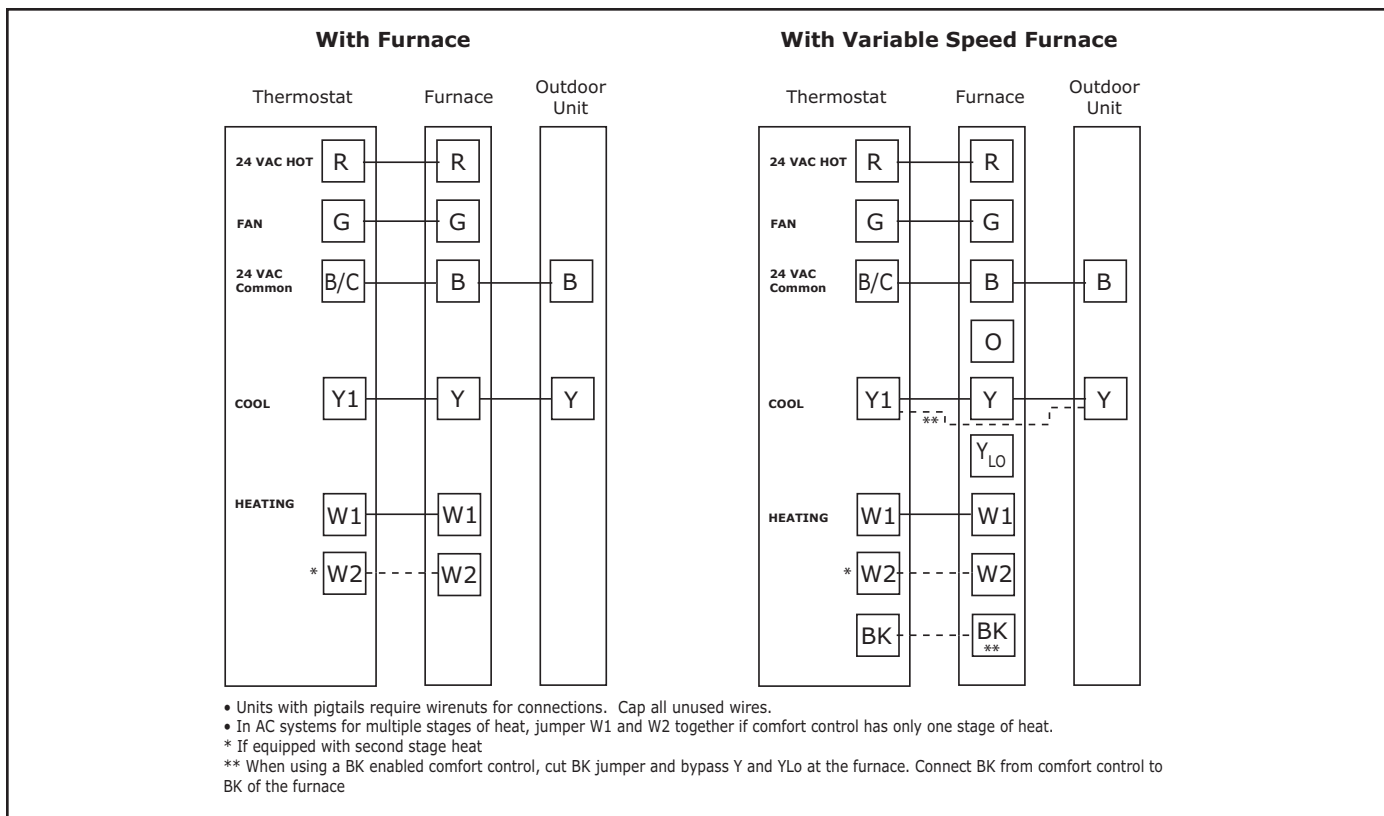 With Furnace
Thermostat Furnace Outdoor Unit
24 VAC HOT R R
FAN G G
24 VAC Common B/C B B
COOL Y1 Y Y
HEATING W1 W1
* W2 W2
With Variable Speed Furnace
Thermostat Furnace Outdoor Unit
24 VAC HOT R R
FAN G G
24 VAC Common B/C B B
O
COOL Y1 ** Y Y
YLO
HEATING W1 W1
* W2 W2
BK BK **
• Units with pigtails require wirenuts for connections. Cap all unused wires.
• In AC systems for multiple stages of heat, jumper W1 and W2 together if comfort control has only one stage of heat.
* If equipped with second stage heat
** When using a BK enabled comfort control, cut BK jumper and bypass Y and YLo at the furnace. Connect BK from comfort control to
BK of the furnace